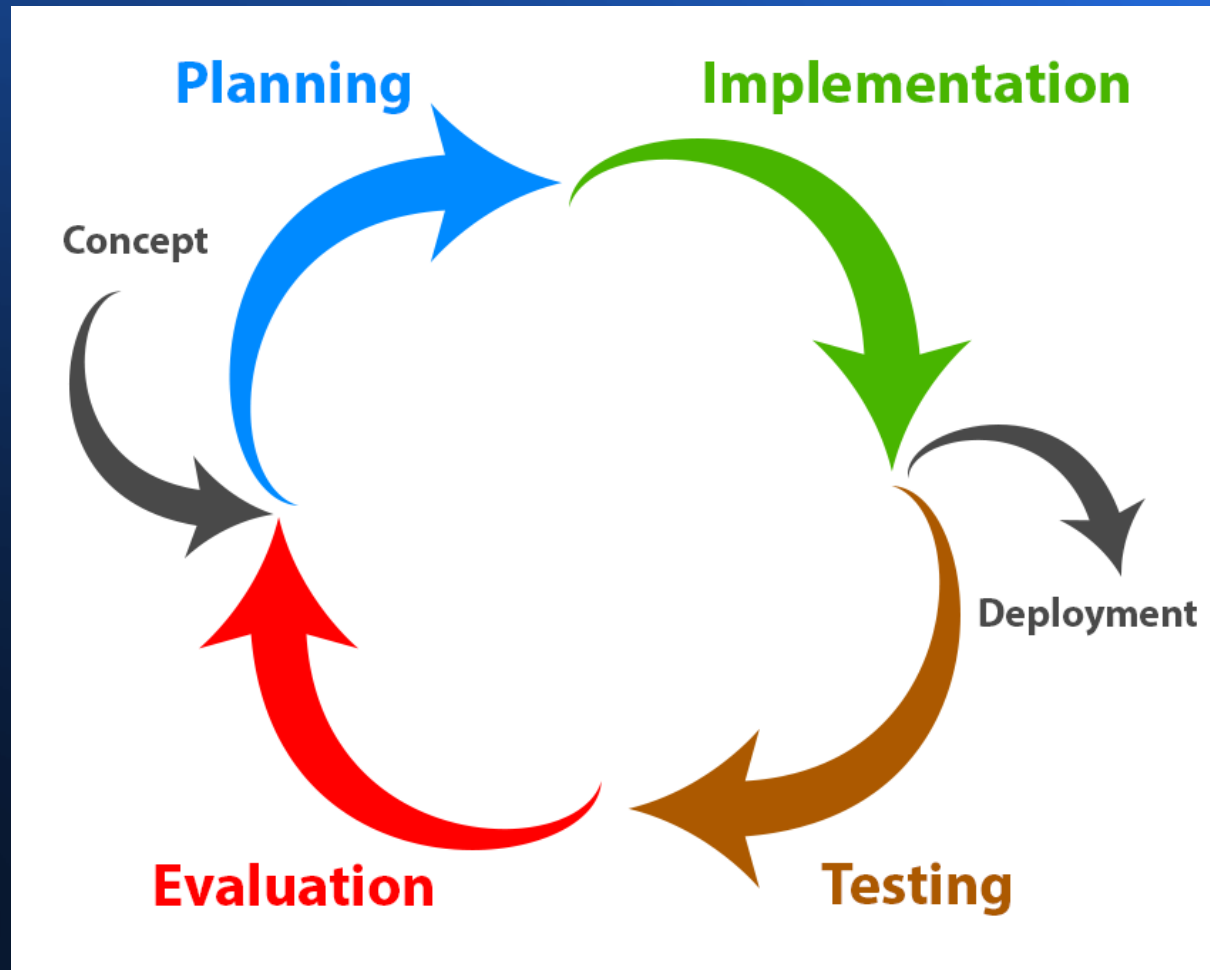 Planning
Implementation
Concept
Deployment
Evaluation
Testing